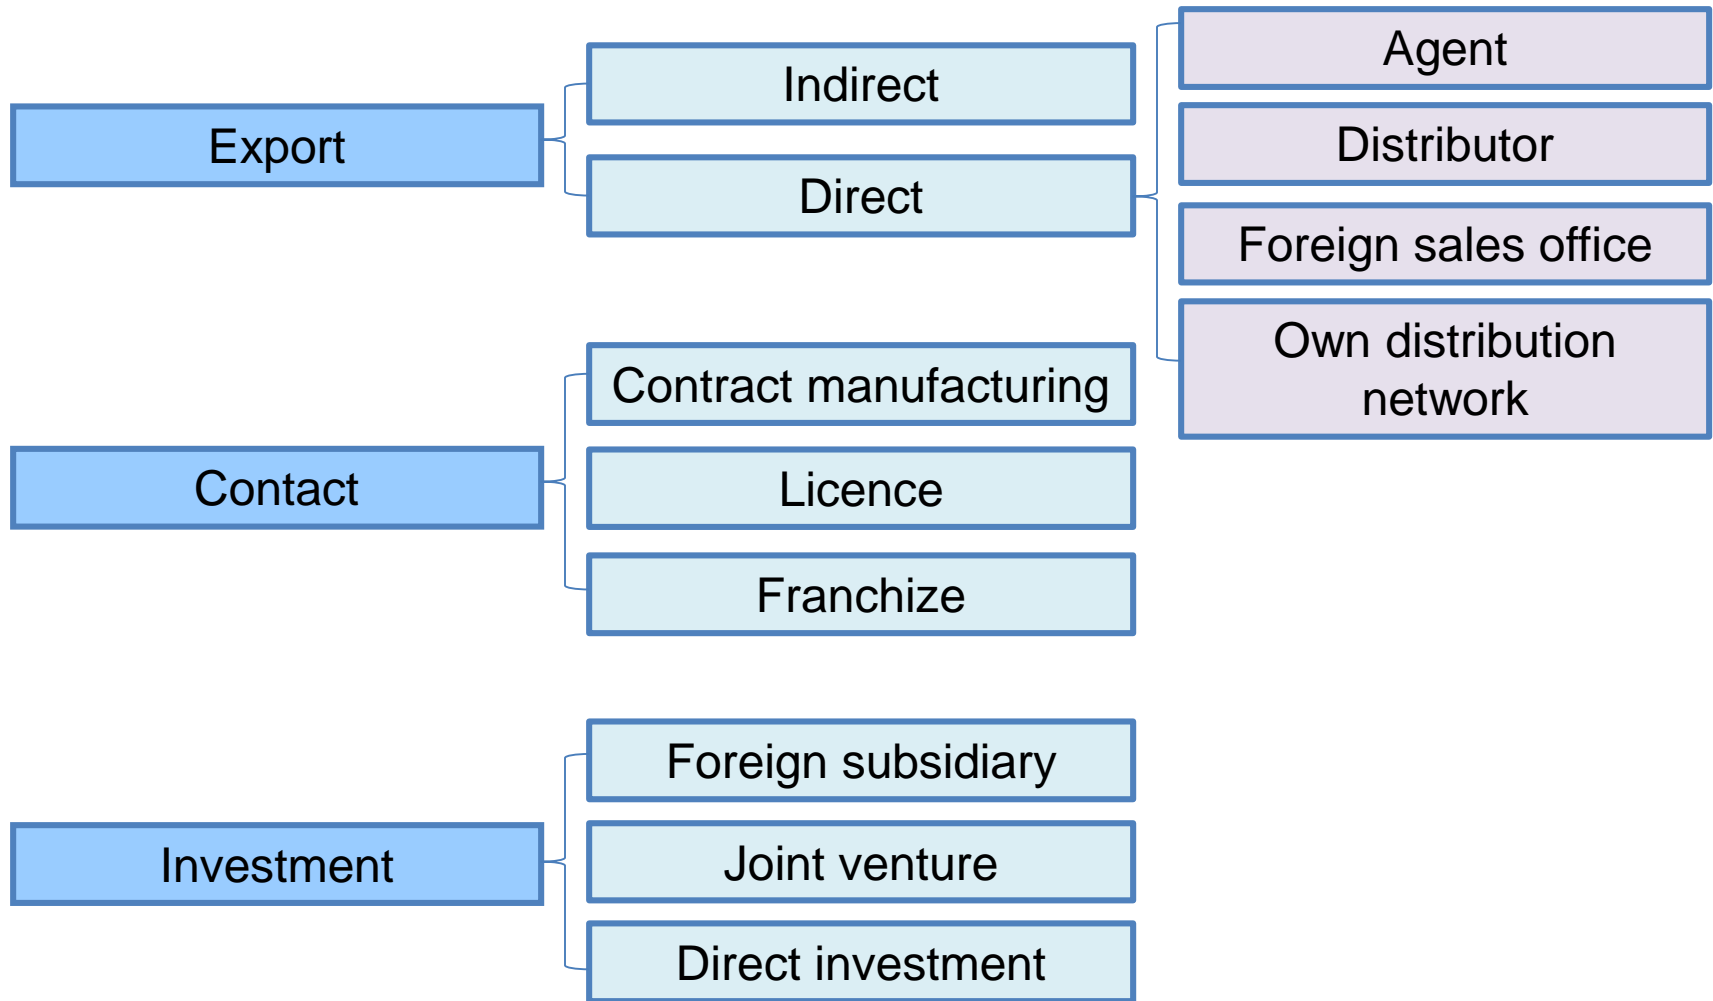 Export
Indirect
Direct
Agent
Distributor
Foreign sales office
Own distribution
network
Contact
Contract manufacturing
Licence
Franchize
Investment
Foreign subsidiary
Joint venture
Direct investment